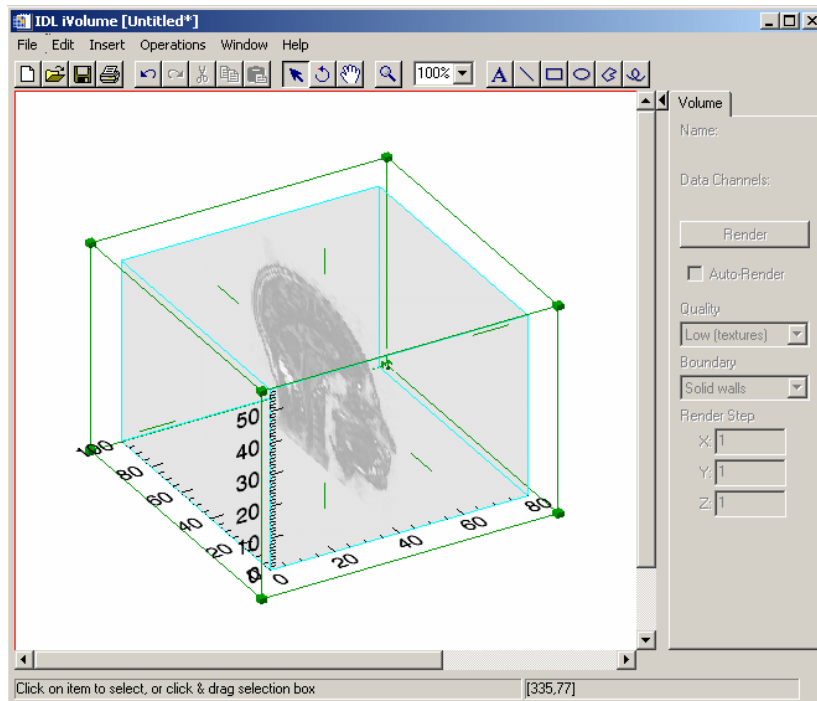 IDL iVolume [Untitled*]
File Edit Insert Operations Window Help
100% A
Volume
Name:
Data Channels:
Render
Auto-Render
Quality
Low (textures)
Boundary
Solid walls
Render Step
X: 1
Y: 1
Z: 1
50
40
30
20
10
0
100
80
60
40
20
0
0
20
40
60
80
Click on item to select, or click & drag selection box
[335,77]